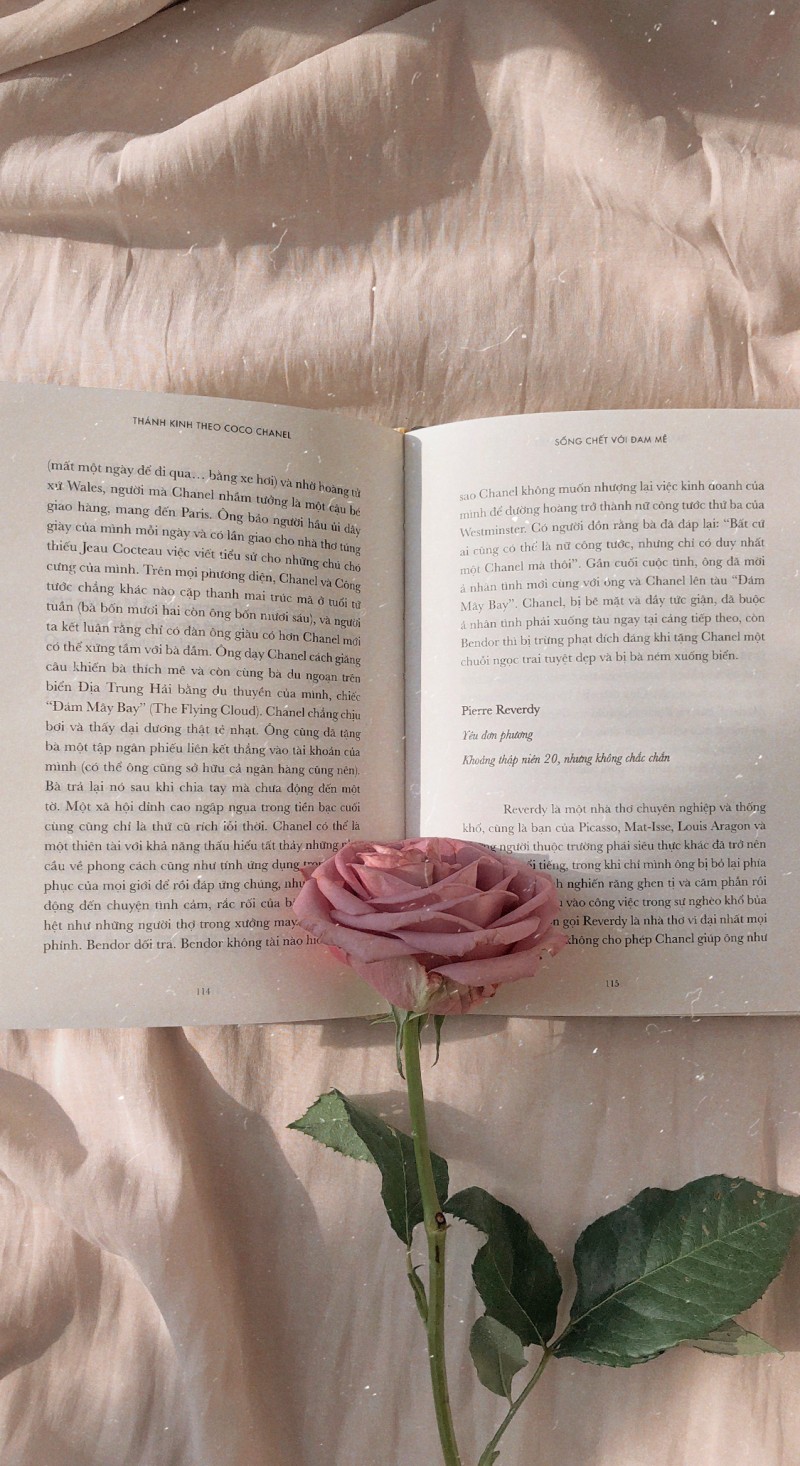 THÁNH KINH THEO COCO CHANEL
(mất một ngày để đi qua... bằng xe hơi) và nhờ hoàng tử
xứ Wales, người mà Chanel nhầm tưởng là một cậu bé
giao hàng, mang đến Paris. Ông bảo người hầu ủi dây
giày của mình mỗi ngày và có lần giao cho nhà thơ túng
thiếu Jeau Cocteau việc viết tiểu sử cho những chú chó
cưng của mình. Trên mọi phương diện, Chanel và Công
tước chẳng khác nào cặp thanh mai trúc mã ở tuổi tứ
tuần (bà bốn mươi hai còn ông bốn mươi sáu), và người
ta kết luận rằng chỉ có đàn ông giàu có hơn Chanel mới
có thể xứng tầm với bà đầm. Ông dạy Chanel cách giăng
câu khiến bà thích mê và còn cùng bà du ngoạn trên
biển Địa Trung Hải bằng du thuyền của mình, chiếc
“Đám Mây Bay” (The Flying Cloud). Chanel chẳng chịu
bơi và thấy đại dương thật tẻ nhạt. Ông cũng đã tặng
bà một tập ngân phiếu liên kết thẳng vào tài khoản của
mình (có thể ông cũng sở hữu cả ngân hàng cũng nên).
Bà trả lại nó sau khi chia tay mà chưa động đến một
tờ. Một xã hội đỉnh cao ngập ngụa trong tiền bạc cuối
cùng cũng chỉ là thứ cũ rích lỗi thời. Chanel có thể là
một thiên tài với khả năng thấu hiểu tất thảy những
cầu về phong cách cũng như tính ứng dụng
phục của mọi giới để rồi đáp ứng chúng,
động đến chuyện tình cảm, rắc rối của
hệt như những người thợ trong xưởng may.
phỉnh. Bendor dối trá. Bendor không tài nào
114
SỐNG CHẾT VỚI ĐAM MÊ
sao Chanel không muốn nhượng lại việc kinh doanh của
mình để đường hoàng trở thành nữ công tước thứ ba của
Westminster. Có người đồn rằng bà đã đáp lại: “Bất cứ
ai cũng có thể là nữ công tước, nhưng chỉ có duy nhất
một Chanel mà thôi”. Gần cuối cuộc tình, ông đã mời
ả nhân tình mới cùng với ông và Chanel lên tàu “Đám
Mây Bay”. Chanel, bị bẽ mặt và đầy tức giận, đã buộc
ả nhân tình phải xuống tàu ngay tại cảng tiếp theo, còn
Bendor thì bị trừng phạt đích đáng khi tặng Chanel một
chuỗi ngọc trai tuyệt đẹp và bị bà ném xuống biển.
Pierre Reverdy
Yêu đơn phương
Khoảng thập niên 20, nhưng không chắc chắn
Reverdy là một nhà thơ chuyên nghiệp và thống
khổ, cũng là bạn của Picasso, Mat-Isse, Louis Aragon và
người thuộc trường phái siêu thực khác đã trở nên
tiếng, trong khi chỉ mình ông bị bỏ lại phía
nghiến răng ghen tị và căm phẫn rồi
vào công việc trong sự nghèo khổ bủa
gọi Reverdy là nhà thơ vĩ đại nhất mọi
không cho phép Chanel giúp ông như
115